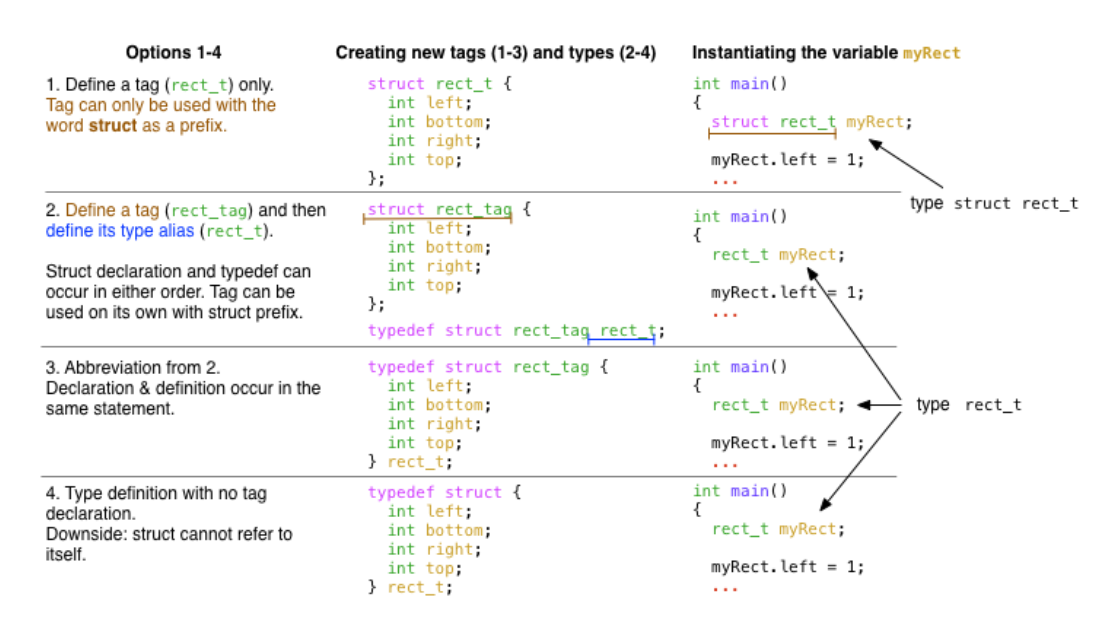 Options 1-4
Creating new tags (1-3) and types (2-4)
Instantiating the variable myRect
1. Define a tag (rect_t) only.
Tag can only be used with the
word struct as a prefix.
struct rect_t {
int left;
int bottom;
int right;
int top;
};
int main()
{
struct rect_t myRect;
myRect.left = 1;
...
type struct rect_t
2. Define a tag (rect_tag) and then
define its type alias (rect_t).
Struct declaration and typedef can
occur in either order. Tag can be
used on its own with struct prefix.
struct rect_tag {
int left;
int bottom;
int right;
int top;
};
typedef struct rect_tag rect_t;
int main()
{
rect_t myRect;
myRect.left = 1;
...
3. Abbreviation from 2.
Declaration & definition occur in the
same statement.
typedef struct rect_tag {
int left;
int bottom;
int right;
int top;
} rect_t;
int main()
{
rect_t myRect;
myRect.left = 1;
...
type rect_t
4. Type definition with no tag
declaration.
Downside: struct cannot refer to
itself.
typedef struct {
int left;
int bottom;
int right;
int top;
} rect_t;
int main()
{
rect_t myRect;
myRect.left = 1;
...